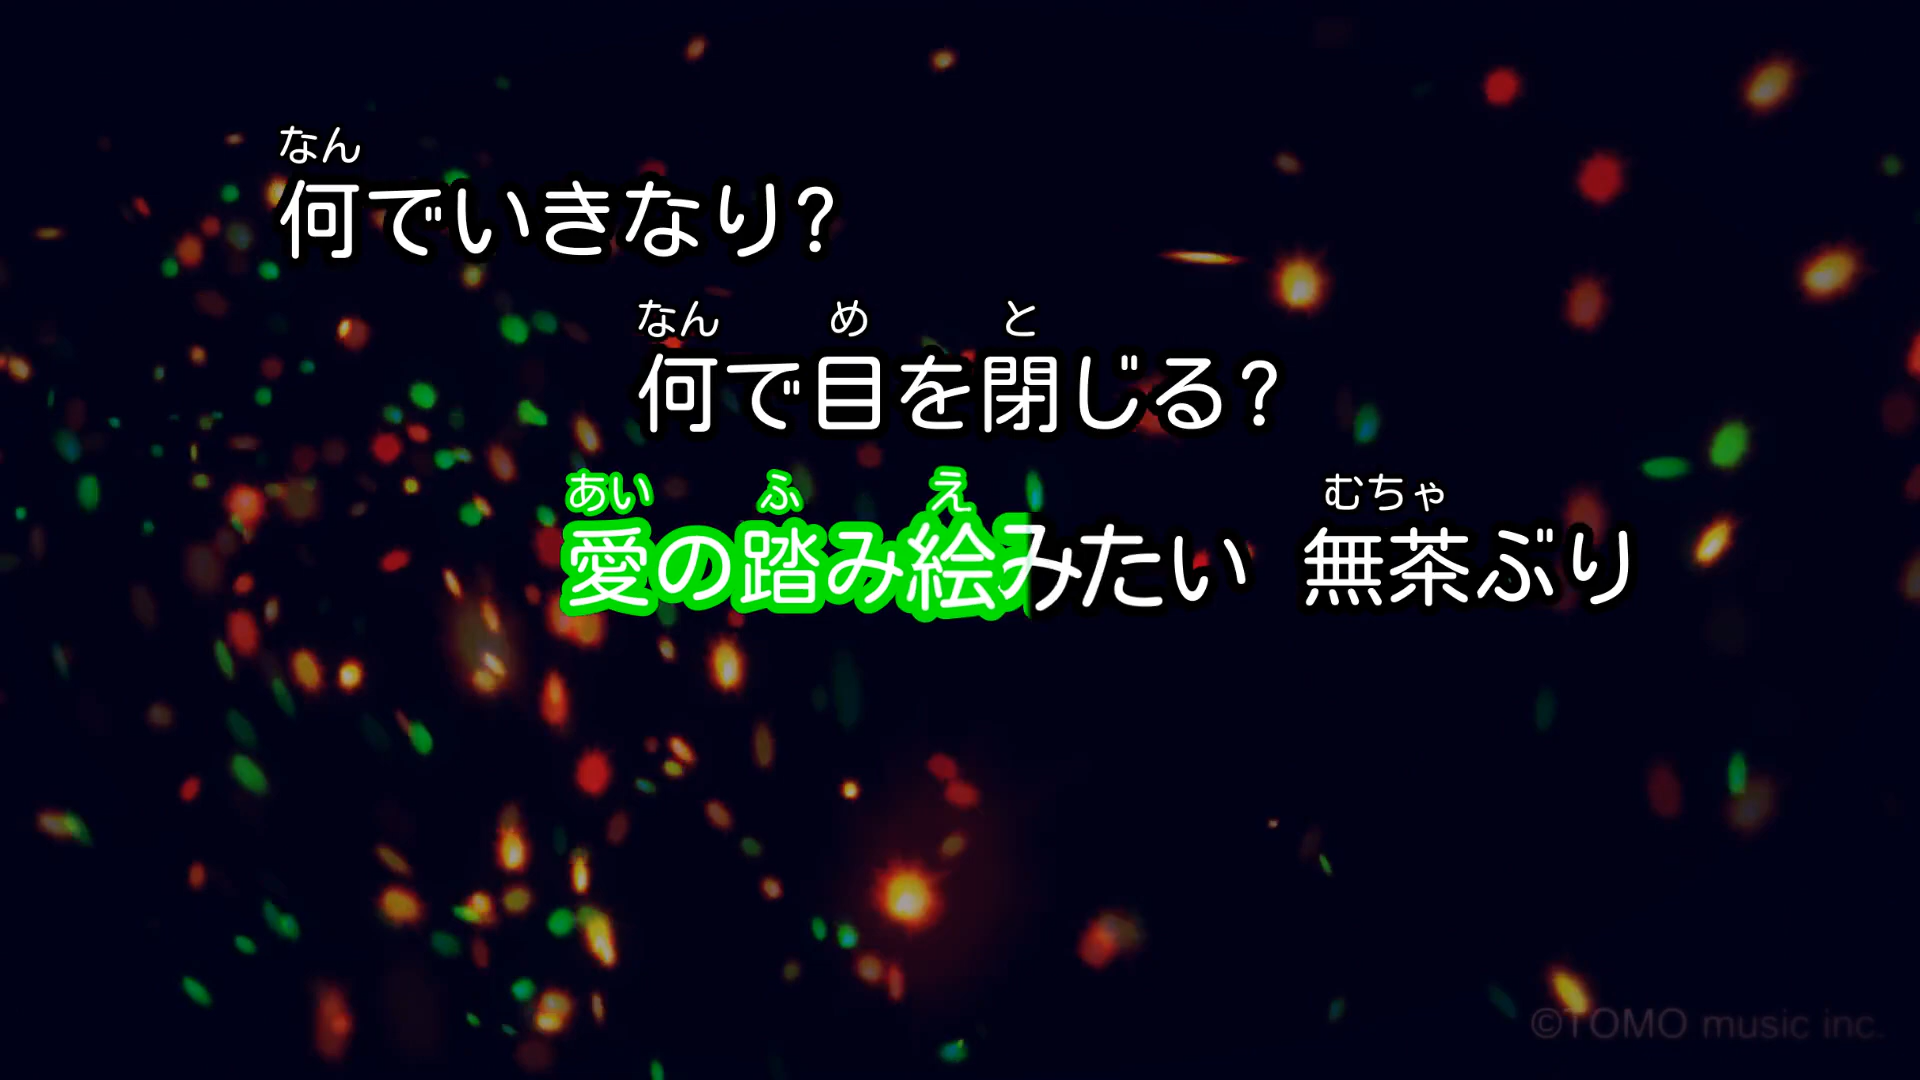 なん
何でいきなり?
なん め と
何で目を閉じる?
あい ふ え むちゃ
愛の踏み絵みたい 無茶ぶり
©TOMO music inc.